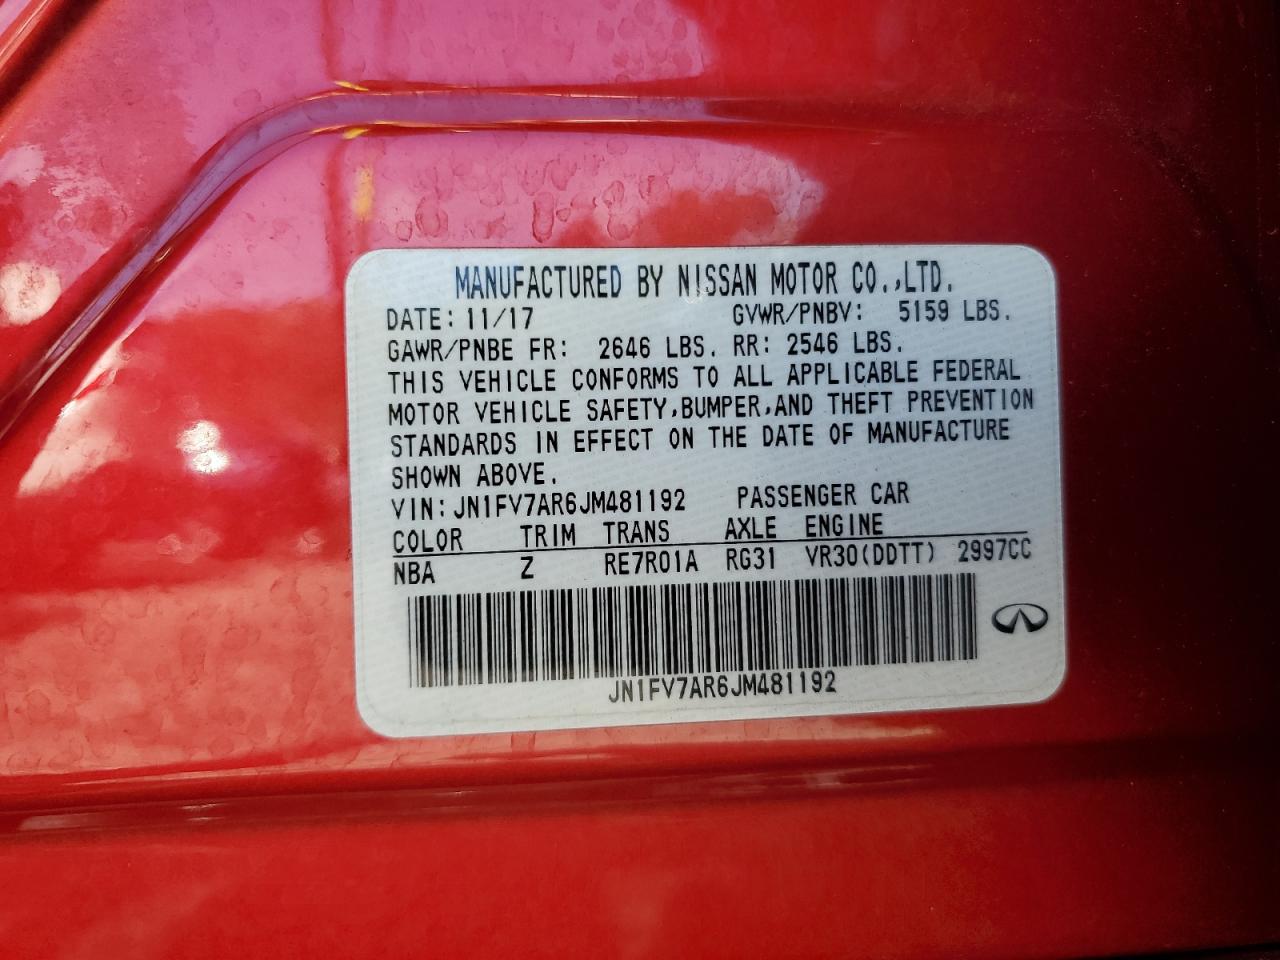 MANUFACTURED BY NISSAN MOTOR CO.,LTD.
DATE: 11/17 GVWR/PNBV: 5159 LBS.
GAWR/PNBE FR: 2646 LBS. RR: 2546 LBS.
THIS VEHICLE CONFORMS TO ALL APPLICABLE FEDERAL
MOTOR VEHICLE SAFETY,BUMPER,AND THEFT PREVENTION
STANDARDS IN EFFECT ON THE DATE OF MANUFACTURE
SHOWN ABOVE.
VIN: JN1FV7AR6JM481192 PASSENGER CAR
COLOR TRIM TRANS AXLE ENGINE
NBA Z RE7R01A RG31 VR30(DDTT) 2997CC
JN1FV7AR6JM481192